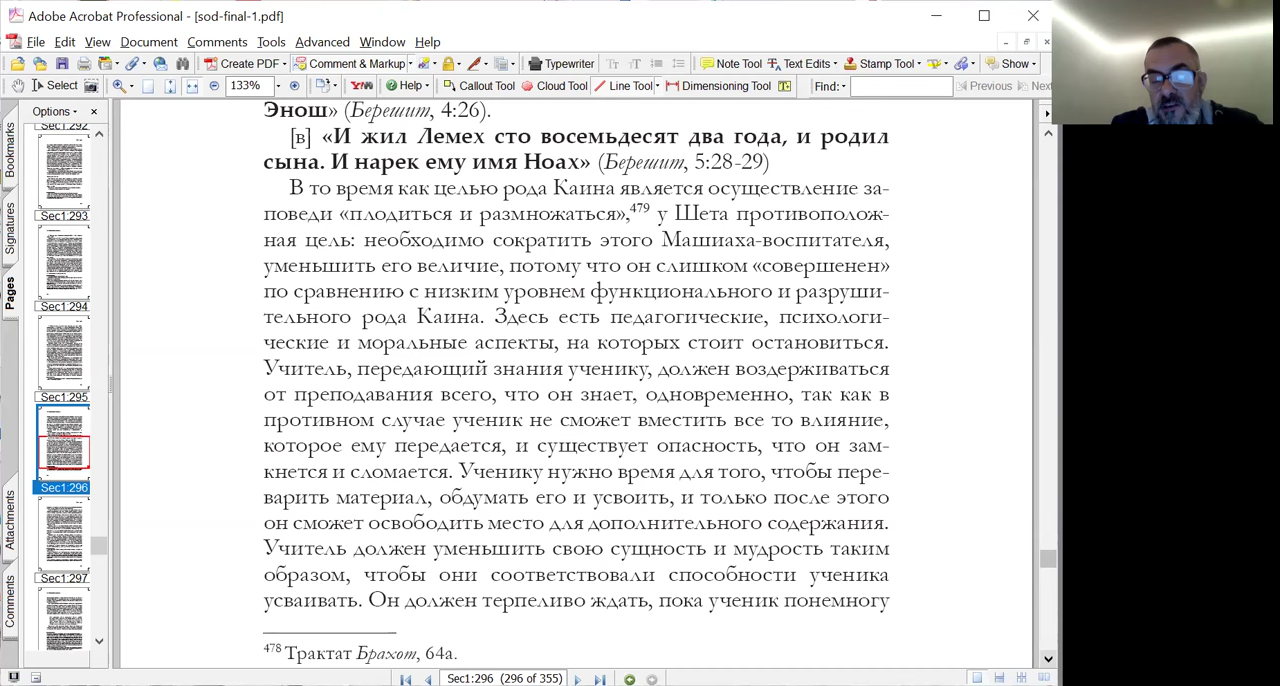 Adobe Acrobat Professional - [sod-final-1.pdf]
File Edit View Document Comments Tools Advanced Window Help
Create PDF Comment & Markup Typewriter Note Tool Text Edits Stamp Tool Show
Select 133% Y! Help Callout Tool Cloud Tool Line Tool Dimensioning Tool Find: Previous Next
Options
Bookmarks
Signatures
Pages
Attachments
Comments
Sec1:292
Sec1:293
Sec1:294
Sec1:295
Sec1:296
Sec1:297
Энош» (Берешит, 4:26).
[в] «И жил Лемех сто восемьдесят два года, и родил
сына. И нарек ему имя Ноах» (Берешит, 5:28-29)
В то время как целью рода Каина является осуществление за-
поведи «плодиться и размножаться»,479 у Шета противополож-
ная цель: необходимо сократить этого Машиаха-воспитателя,
уменьшить его величие, потому что он слишком «совершенен»
по сравнению с низким уровнем функционального и разруши-
тельного рода Каина. Здесь есть педагогические, психологи-
ческие и моральные аспекты, на которых стоит остановиться.
Учитель, передающий знания ученику, должен воздерживаться
от преподавания всего, что он знает, одновременно, так как в
противном случае ученик не сможет вместить все то влияние,
которое ему передается, и существует опасность, что он зам-
кнется и сломается. Ученику нужно время для того, чтобы пере-
варить материал, обдумать его и усвоить, и только после этого
он сможет освободить место для дополнительного содержания.
Учитель должен уменьшить свою сущность и мудрость таким
образом, чтобы они соответствовали способности ученика
усваивать. Он должен терпеливо ждать, пока ученик понемногу
478 Трактат Брахот, 64а.
Sec1:296 (296 of 355)